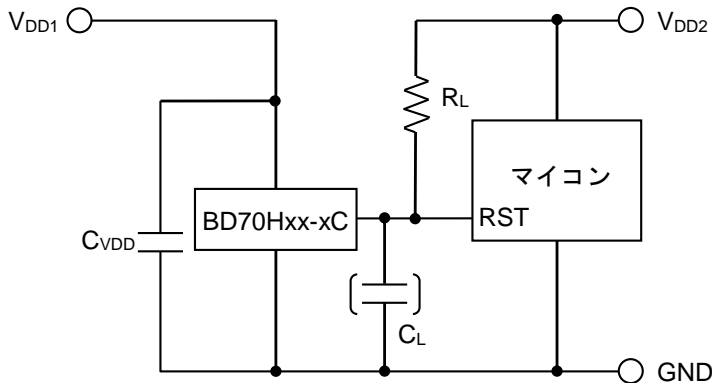 VDD1
VDD2
RL
マイコン
BD70Hxx-xC
RST
CVDD
CL
GND